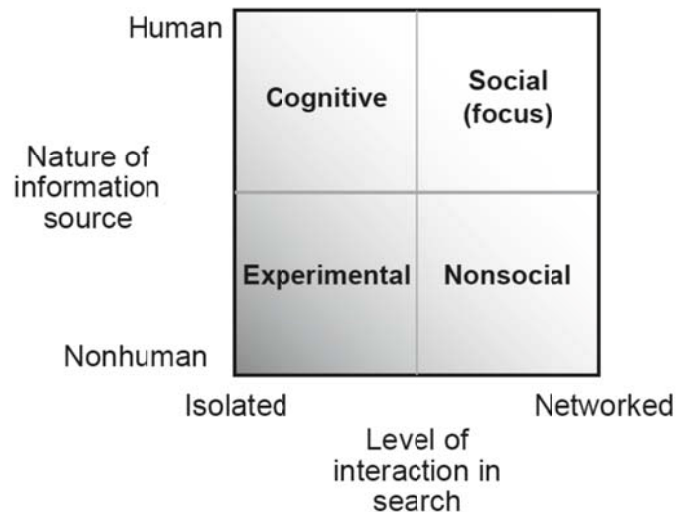 Human
Cognitive
Social
(focus)
Nature of
information
source
Experimental
Nonsocial
Nonhuman
Isolated
Networked
Level of
interaction in
search